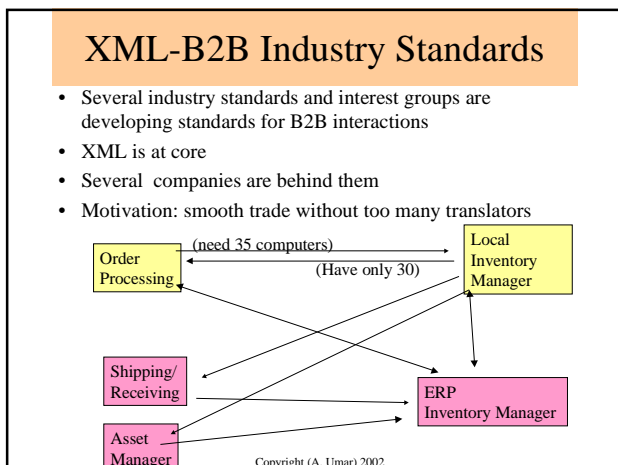 XML-B2B Industry Standards
• Several industry standards and interest groups are
developing standards for B2B interactions
• XML is at core
• Several companies are behind them
• Motivation: smooth trade without too many translators
(need 35 computers)
(Have only 30)
Order
Processing
Local
Inventory
Manager
Shipping/
Receiving
ERP
Inventory Manager
Asset
Manager
Copyright (A. Umar) 2002